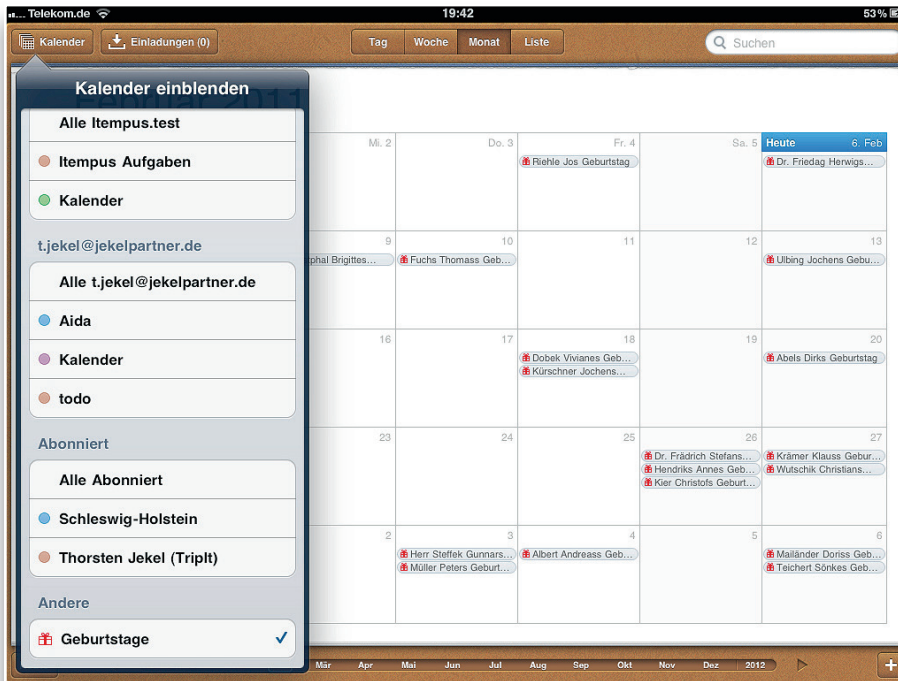 Telekom.de 19:42 53%
Kalender Einladungen (0) Tag Woche Monat Liste Suchen
Kalender einblenden
Februar 2011
Alle Itempus.test
Itempus Aufgaben
Kalender
t.jekel@jekelpartner.de
Alle t.jekel@jekelpartner.de
Aida
Kalender
todo
Abonniert
Alle Abonniert
Schleswig-Holstein
Thorsten Jekel (TripIt)
Andere
Geburtstage
Mi. 2 Do. 3 Fr. 4 Sa. 5 Heute 6. Feb
Riehle Jos Geburtstag Dr. Friedag Herwigs...
9 10 11 12 13
phal Brigittes... Fuchs Thomass Geb... Ulbing Jochens Gebu...
16 17 18 19 20
Dobek Vivianes Geb... Abels Dirks Geburtstag
Kürschner Jochens...
23 24 25 26 27
Dr. Frädrich Stefans... Krämer Klauss Gebur...
Hendriks Annes Geb... Wutschik Christians...
Kier Christofs Geburt...
2 3 4 5 6
Herr Steffek Gunnars... Albert Andreass Geb... Mailänder Doriss Geb...
Müller Peters Geburt... Teichert Sönkes Geb...
Mär Apr Mai Jun Jul Aug Sep Okt Nov Dez 2012